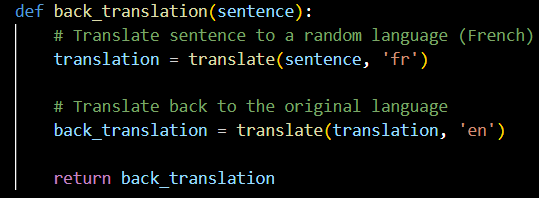 def back_translation(sentence):
    # Translate sentence to a random language (French)
    translation = translate(sentence, 'fr')

    # Translate back to the original language
    back_translation = translate(translation, 'en')

    return back_translation